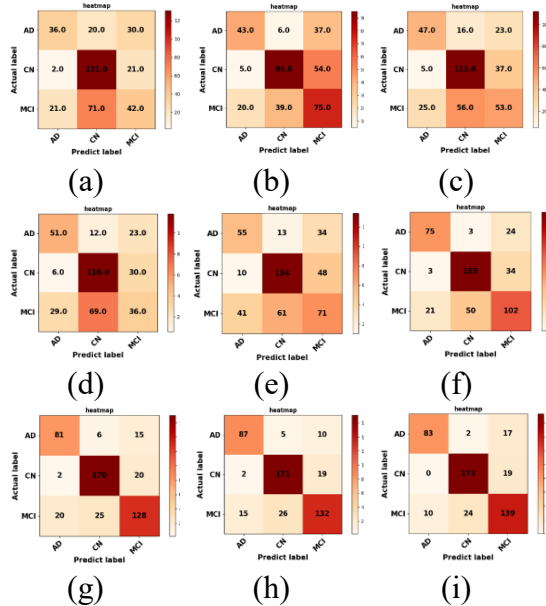 heatmap
AD 36.0 20.0 30.0
CN 2.0 131.0 21.0
MCI 21.0 71.0 42.0
AD CN MCI
Actual label
Predict label
120
100
80
60
40
20
(a)
heatmap
AD 43.0 6.0 37.0
CN 5.0 95.0 54.0
MCI 20.0 39.0 75.0
AD CN MCI
Actual label
Predict label
(b)
heatmap
AD 47.0 16.0 23.0
CN 5.0 112.0 37.0
MCI 25.0 56.0 53.0
AD CN MCI
Actual label
Predict label
(c)
heatmap
AD 51.0 12.0 23.0
CN 6.0 118.0 30.0
MCI 29.0 69.0 36.0
AD CN MCI
Actual label
Predict label
(d)
heatmap
AD 55 13 34
CN 10 134 48
MCI 41 61 71
AD CN MCI
Actual label
Predict label
(e)
heatmap
AD 75 3 24
CN 3 155 34
MCI 21 50 102
AD CN MCI
Actual label
Predict label
(f)
heatmap
AD 81 6 15
CN 2 170 20
MCI 20 25 128
AD CN MCI
Actual label
Predict label
(g)
heatmap
AD 87 5 10
CN 2 171 19
MCI 15 26 132
AD CN MCI
Actual label
Predict label
(h)
heatmap
AD 83 2 17
CN 0 173 19
MCI 10 24 139
AD CN MCI
Actual label
Predict label
(i)